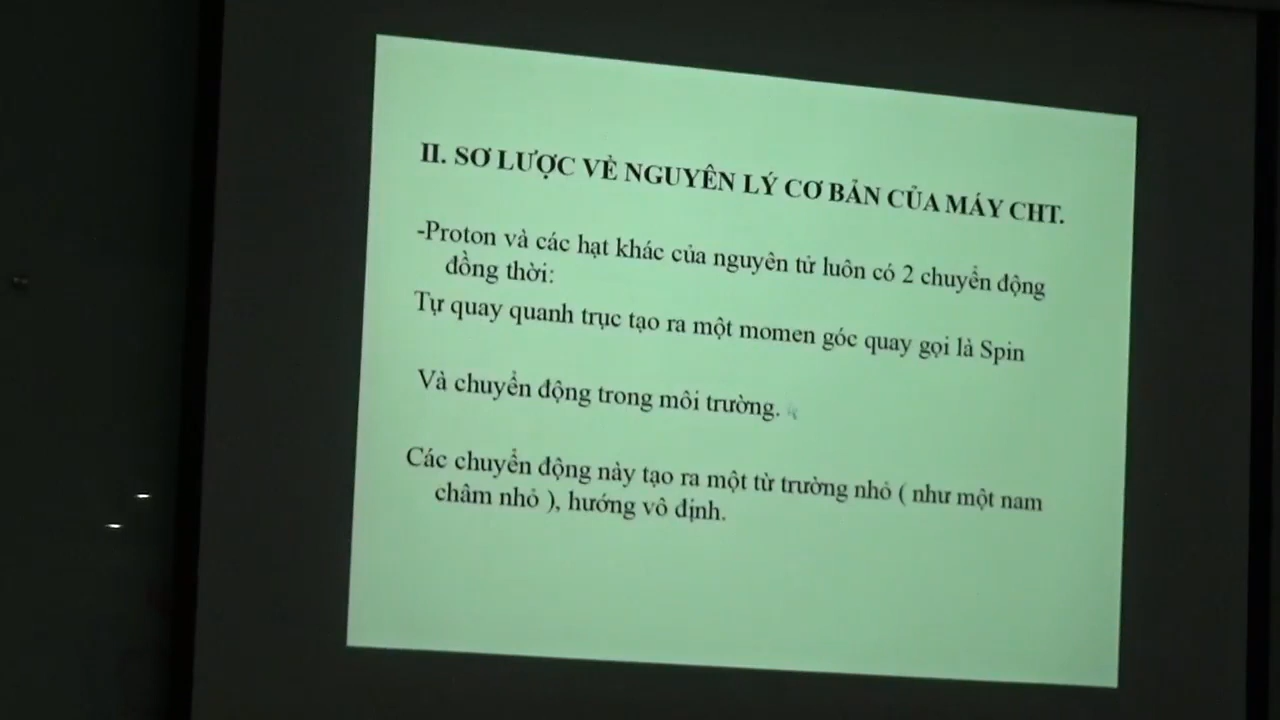 II. SƠ LƯỢC VỀ NGUYÊN LÝ CƠ BẢN CỦA MÁY CHT.
-Proton và các hạt khác của nguyên tử luôn có 2 chuyển động
đồng thời:
Tự quay quanh trục tạo ra một momen góc quay gọi là Spin
Và chuyển động trong môi trường.
Các chuyển động này tạo ra một từ trường nhỏ ( như một nam
châm nhỏ ), hướng vô định.